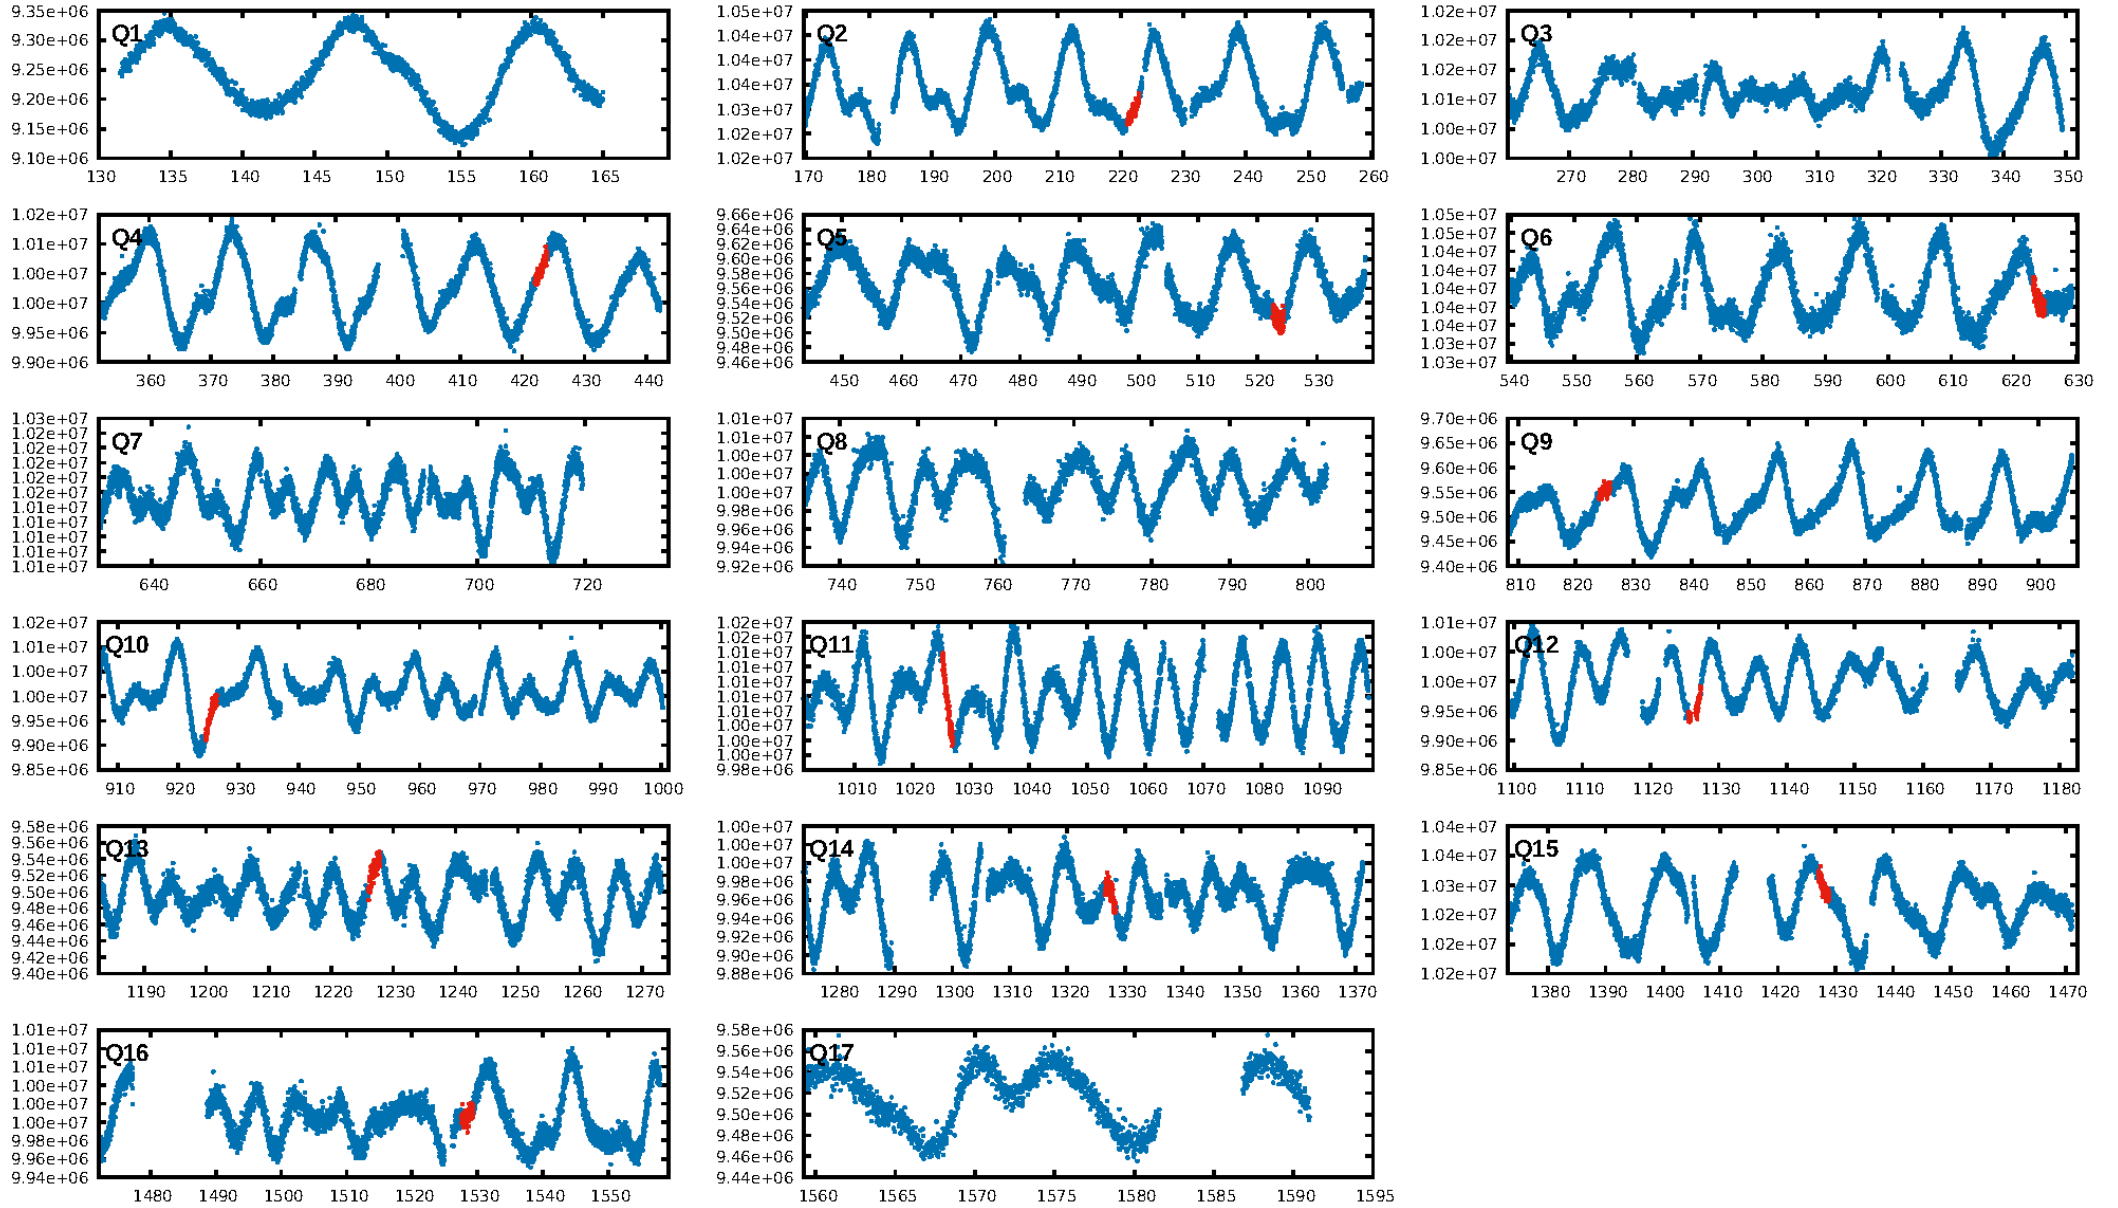 Q1
9.35e+06
9.30e+06
9.25e+06
9.20e+06
9.15e+06
9.10e+06
130 135 140 145 150 155 160 165
Q2
1.05e+07
1.04e+07
1.04e+07
1.03e+07
1.03e+07
1.02e+07
1.02e+07
170 180 190 200 210 220 230 240 250 260
Q3
1.02e+07
1.02e+07
1.02e+07
1.01e+07
1.00e+07
1.00e+07
270 280 290 300 310 320 330 340 350
Q4
1.02e+07
1.01e+07
1.00e+07
1.00e+07
9.95e+06
9.90e+06
360 370 380 390 400 410 420 430 440
Q5
9.66e+06
9.64e+06
9.62e+06
9.60e+06
9.58e+06
9.56e+06
9.54e+06
9.52e+06
9.50e+06
9.48e+06
9.46e+06
450 460 470 480 490 500 510 520 530
Q6
1.05e+07
1.05e+07
1.04e+07
1.04e+07
1.04e+07
1.04e+07
1.04e+07
1.03e+07
1.03e+07
540 550 560 570 580 590 600 610 620 630
Q7
1.03e+07
1.02e+07
1.02e+07
1.02e+07
1.02e+07
1.02e+07
1.01e+07
1.01e+07
1.01e+07
1.01e+07
1.01e+07
640 660 680 700 720
Q8
1.01e+07
1.01e+07
1.00e+07
1.00e+07
1.00e+07
9.98e+06
9.96e+06
9.94e+06
9.92e+06
740 750 760 770 780 790 800
Q9
9.70e+06
9.65e+06
9.60e+06
9.55e+06
9.50e+06
9.45e+06
9.40e+06
810 820 830 840 850 860 870 880 890 900
Q10
1.02e+07
1.01e+07
1.00e+07
1.00e+07
9.95e+06
9.90e+06
9.85e+06
910 920 930 940 950 960 970 980 990 1000
Q11
1.02e+07
1.02e+07
1.01e+07
1.01e+07
1.01e+07
1.01e+07
1.01e+07
1.00e+07
1.00e+07
9.98e+06
1010 1020 1030 1040 1050 1060 1070 1080 1090
Q12
1.01e+07
1.00e+07
1.00e+07
9.95e+06
9.90e+06
9.85e+06
1100 1110 1120 1130 1140 1150 1160 1170 1180
Q13
9.58e+06
9.56e+06
9.54e+06
9.52e+06
9.50e+06
9.48e+06
9.46e+06
9.44e+06
9.42e+06
9.40e+06
1190 1200 1210 1220 1230 1240 1250 1260 1270
Q14
1.00e+07
1.00e+07
1.00e+07
9.98e+06
9.96e+06
9.94e+06
9.92e+06
9.90e+06
9.88e+06
1280 1290 1300 1310 1320 1330 1340 1350 1360 1370
Q15
1.04e+07
1.04e+07
1.03e+07
1.02e+07
1.02e+07
1.02e+07
1380 1390 1400 1410 1420 1430 1440 1450 1460 1470
Q16
1.01e+07
1.01e+07
1.00e+07
1.00e+07
1.00e+07
1.00e+07
9.98e+06
9.96e+06
9.94e+06
1480 1490 1500 1510 1520 1530 1540 1550
Q17
9.58e+06
9.56e+06
9.54e+06
9.52e+06
9.50e+06
9.48e+06
9.46e+06
9.44e+06
1560 1565 1570 1575 1580 1585 1590 1595